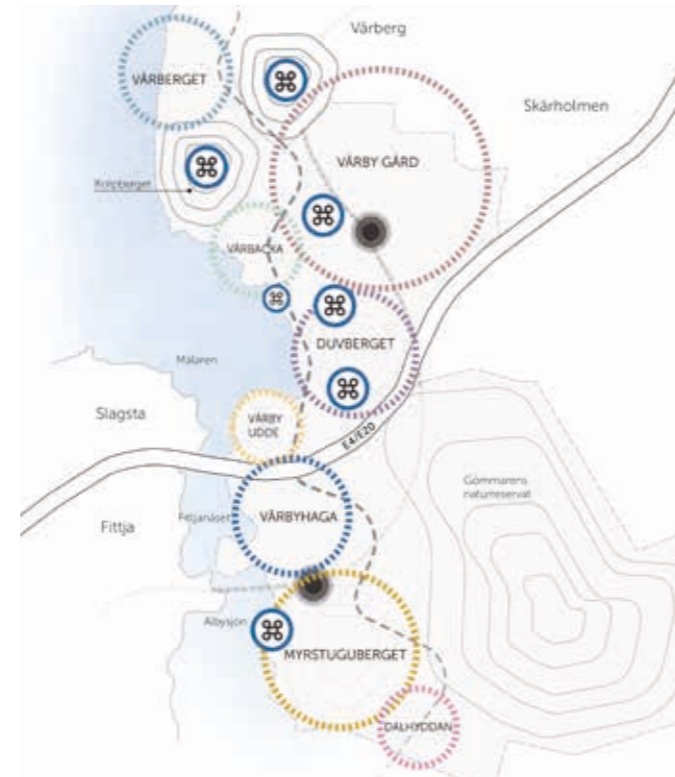 Vårberg
VÅRBERGET
Skärholmen
VÅRBY GÅRD
Korpberget
VÅRBACKA
DUVBERGET
Mälaren
Slagsta
VÅRBY
UDDE
E4/E20
Gömmarens
naturreservat
Fittjanäset
VÅRBYHAGA
Fittja
Albysjön
MYRSTUGUBERGET
DALHYDDAN